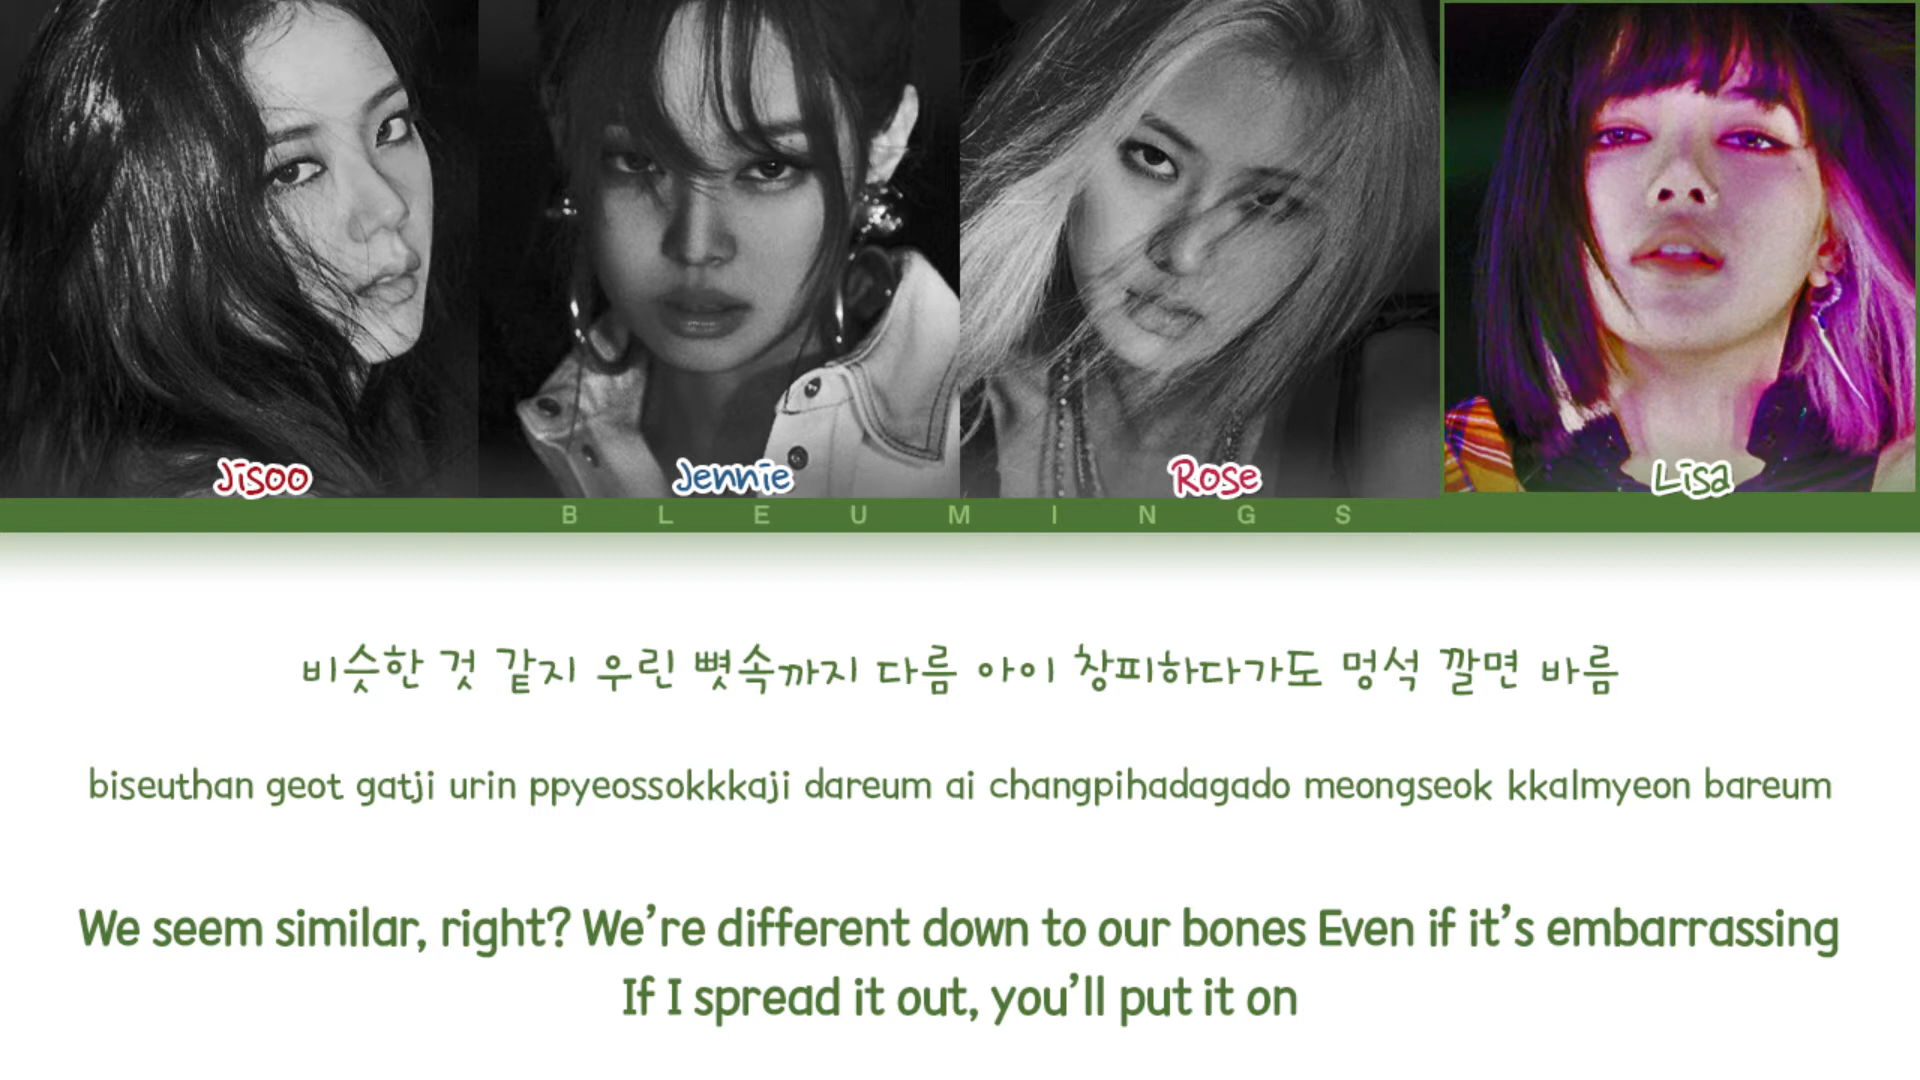 Jisoo
Jennie
Rose
Lisa
BLEUMINGS
비슷한 것 같지 우린 뼛속까지 다름 아이 창피하다가도 멍석 깔면 바름
biseuthan geot gatji urin ppyeossokkkaji dareum ai changpihadagado meongseok kkalmyeon bareum
We seem similar, right? We’re different down to our bones Even if it’s embarrassing
If I spread it out, you’ll put it on